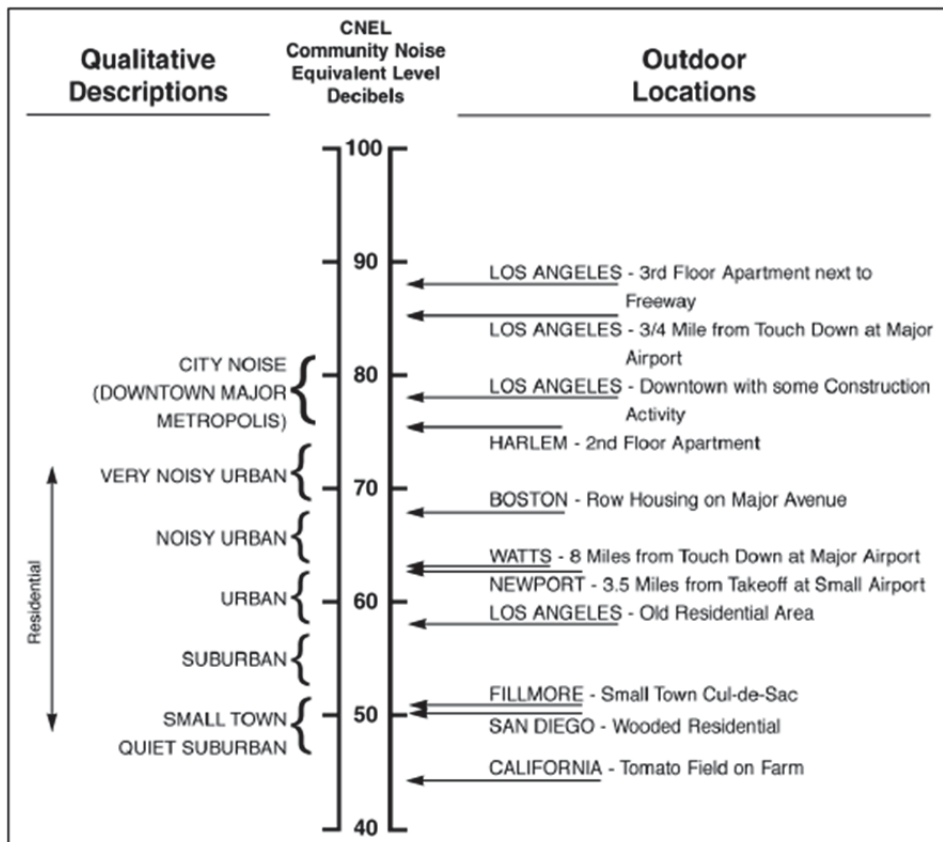 CNEL
Community Noise
Equivalent Level
Decibels
Qualitative
Descriptions
Outdoor
Locations
100
90
80
70
60
50
40
CITY NOISE
(DOWNTOWN MAJOR
METROPOLIS)
VERY NOISY URBAN
NOISY URBAN
URBAN
SUBURBAN
SMALL TOWN
QUIET SUBURBAN
Residential
LOS ANGELES - 3rd Floor Apartment next to
Freeway
LOS ANGELES - 3/4 Mile from Touch Down at Major
Airport
LOS ANGELES - Downtown with some Construction
Activity
HARLEM - 2nd Floor Apartment
BOSTON - Row Housing on Major Avenue
WATTS - 8 Miles from Touch Down at Major Airport
NEWPORT - 3.5 Miles from Takeoff at Small Airport
LOS ANGELES - Old Residential Area
FILLMORE - Small Town Cul-de-Sac
SAN DIEGO - Wooded Residential
CALIFORNIA - Tomato Field on Farm